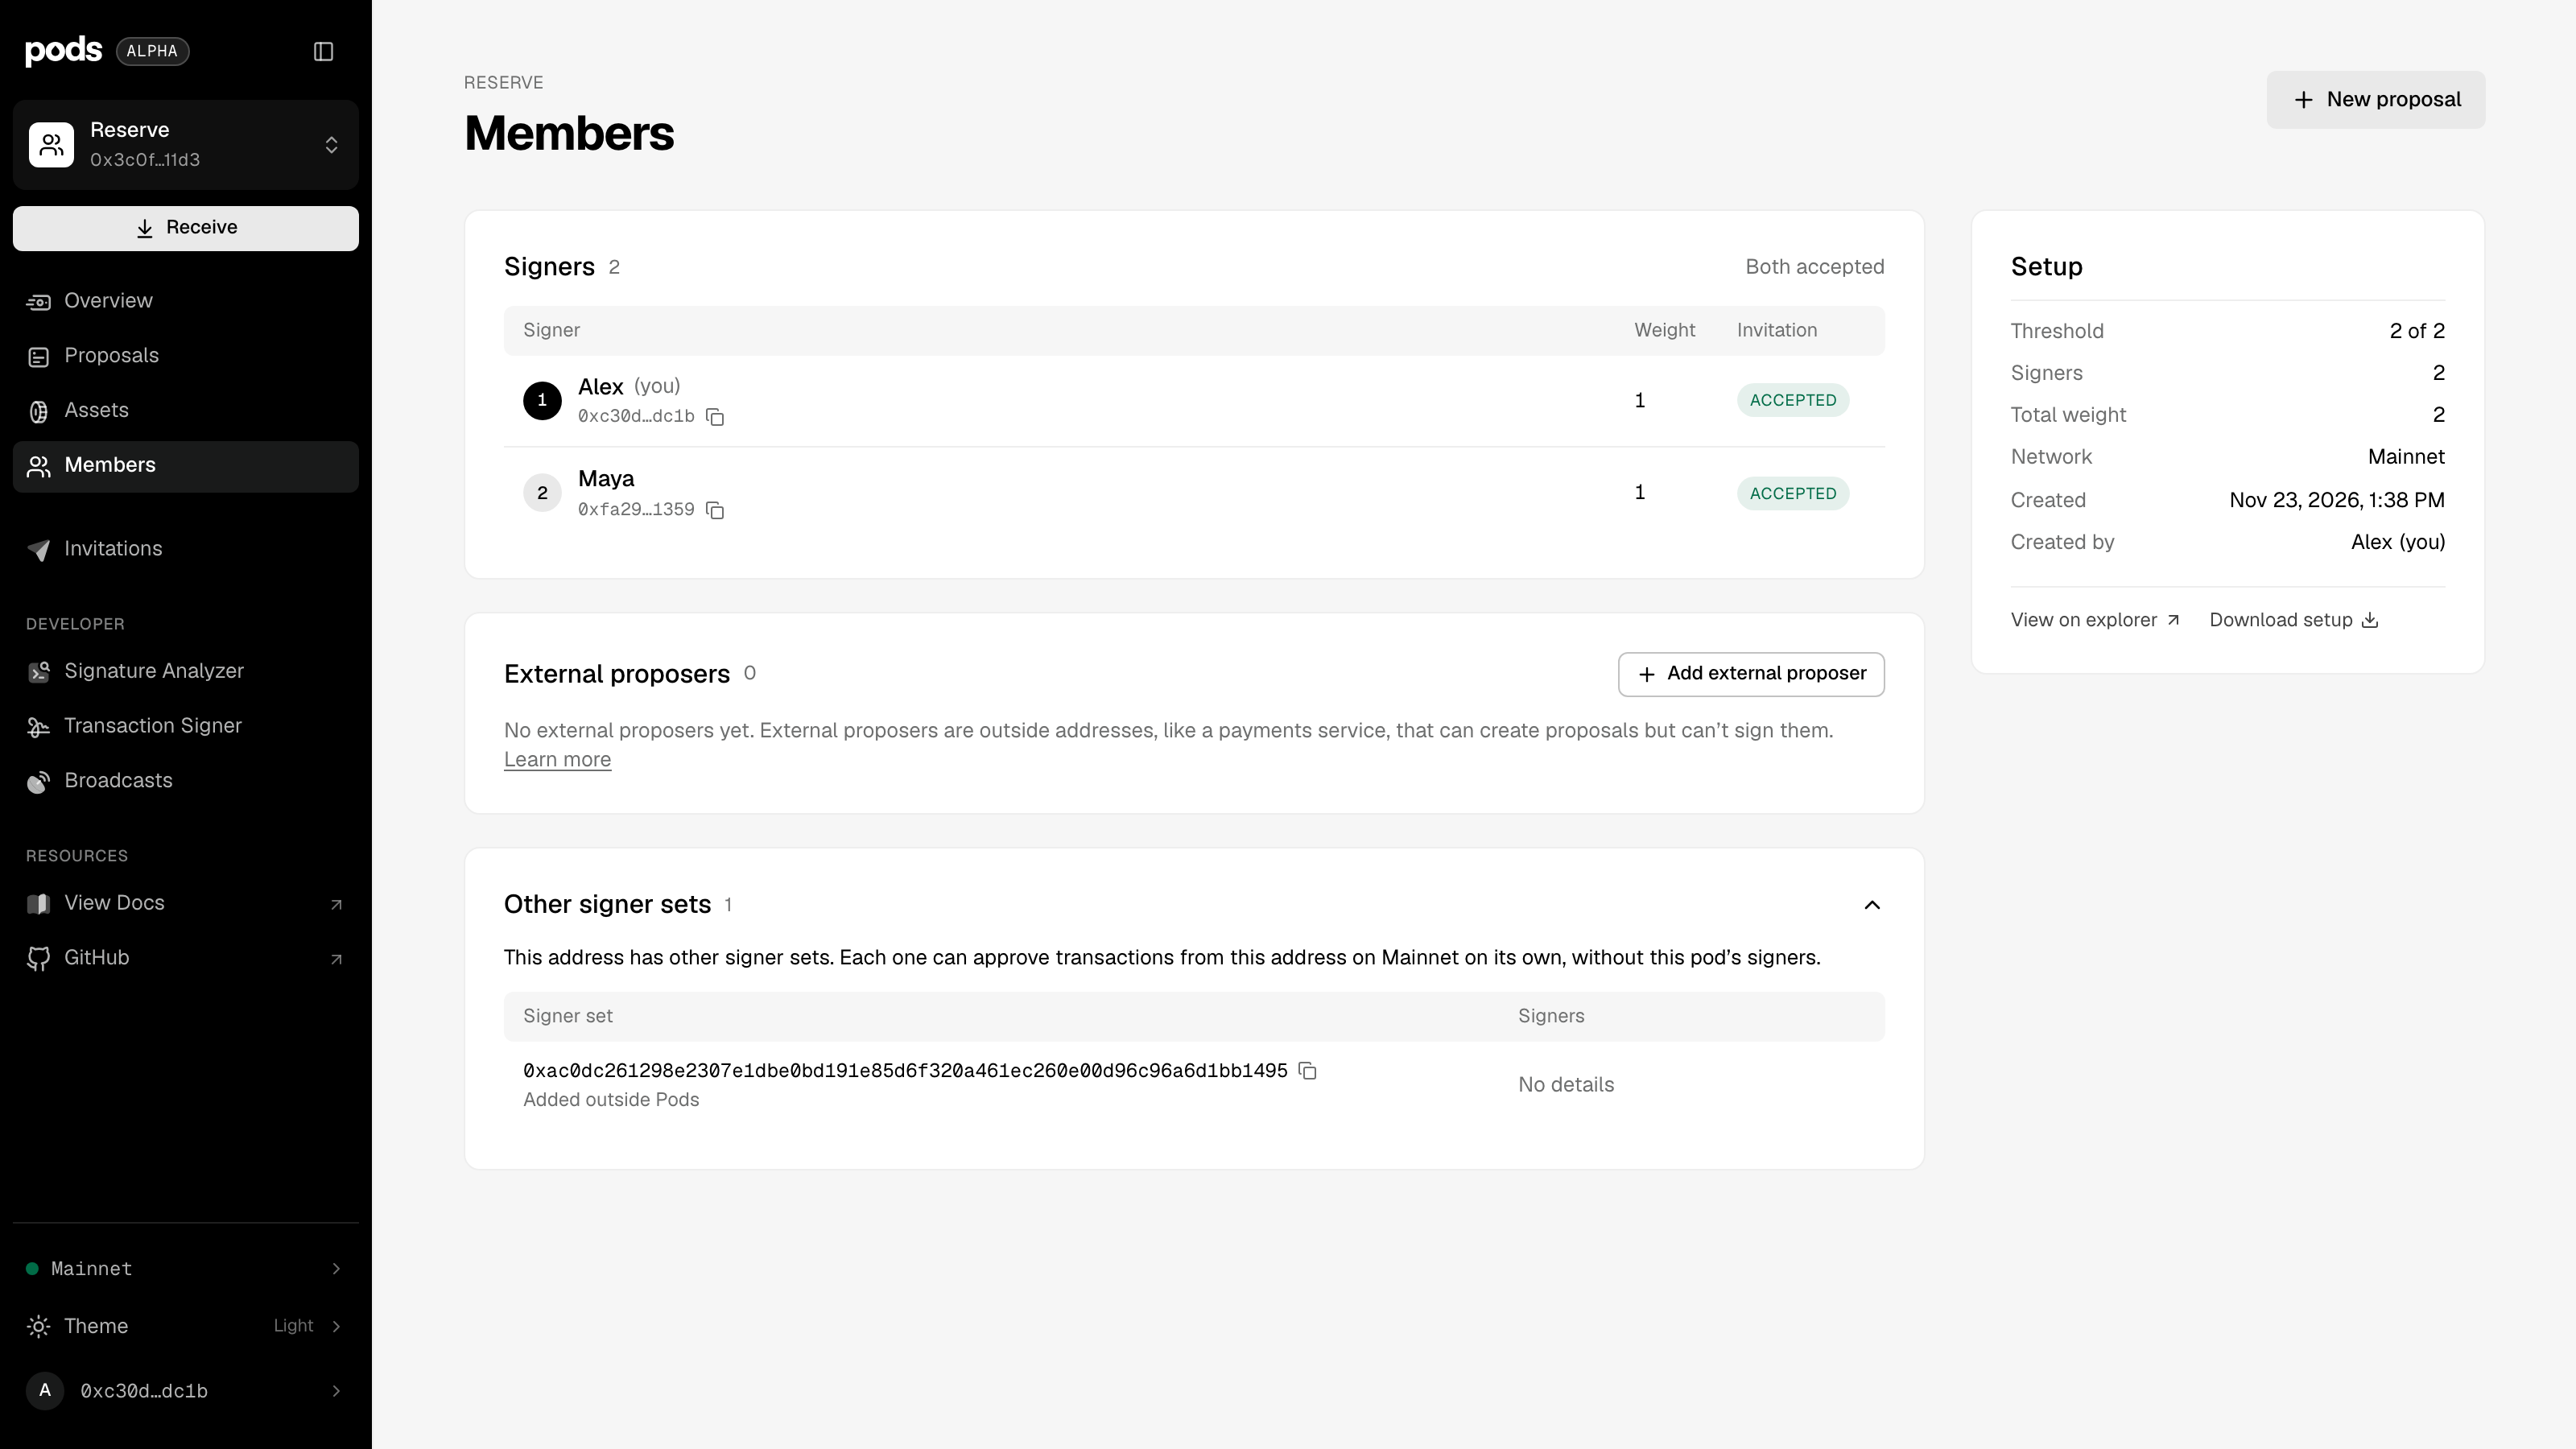 pods ALPHA
Reserve
0x3c0f…11d3
Receive
Overview
Proposals
Assets
Members
Invitations
DEVELOPER
Signature Analyzer
Transaction Signer
Broadcasts
RESOURCES
View Docs
GitHub
Mainnet
Theme Light
A 0xc30d…dc1b
RESERVE
Members
New proposal
Signers 2 Both accepted
Signer Weight Invitation
1 Alex (you) 1 ACCEPTED
0xc30d…dc1b
2 Maya 1 ACCEPTED
0xfa29…1359
External proposers 0 Add external proposer
No external proposers yet. External proposers are outside addresses, like a payments service, that can create proposals but can’t sign them.
Learn more
Other signer sets 1
This address has other signer sets. Each one can approve transactions from this address on Mainnet on its own, without this pod’s signers.
Signer set Signers
0xac0dc261298e2307e1dbe0bd191e85d6f320a461ec260e00d96c96a6d1bb1495 No details
Added outside Pods
Setup
Threshold 2 of 2
Signers 2
Total weight 2
Network Mainnet
Created Nov 23, 2026, 1:38 PM
Created by Alex (you)
View on explorer Download setup